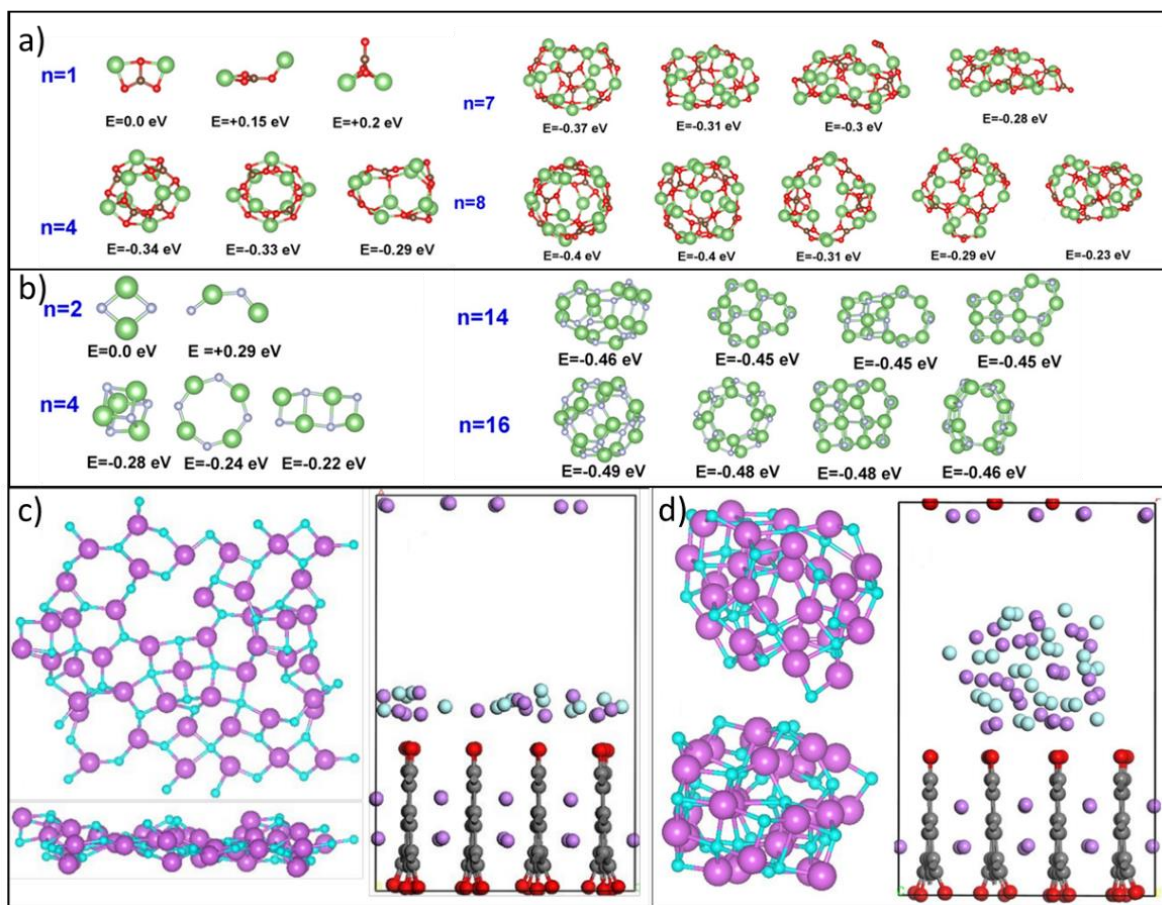 a)
n=1
E=0.0 eV E=+0.15 eV E=+0.2 eV
n=4
E=-0.34 eV E=-0.33 eV E=-0.29 eV
n=7
E=-0.37 eV E=-0.31 eV E=-0.3 eV E=-0.28 eV
n=8
E=-0.4 eV E=-0.4 eV E=-0.31 eV E=-0.29 eV E=-0.23 eV
b)
n=2
E=0.0 eV E =+0.29 eV
n=4
E=-0.28 eV E=-0.24 eV E=-0.22 eV
n=14
E=-0.46 eV E=-0.45 eV E=-0.45 eV E=-0.45 eV
n=16
E=-0.49 eV E=-0.48 eV E=-0.48 eV E=-0.46 eV
c)
d)